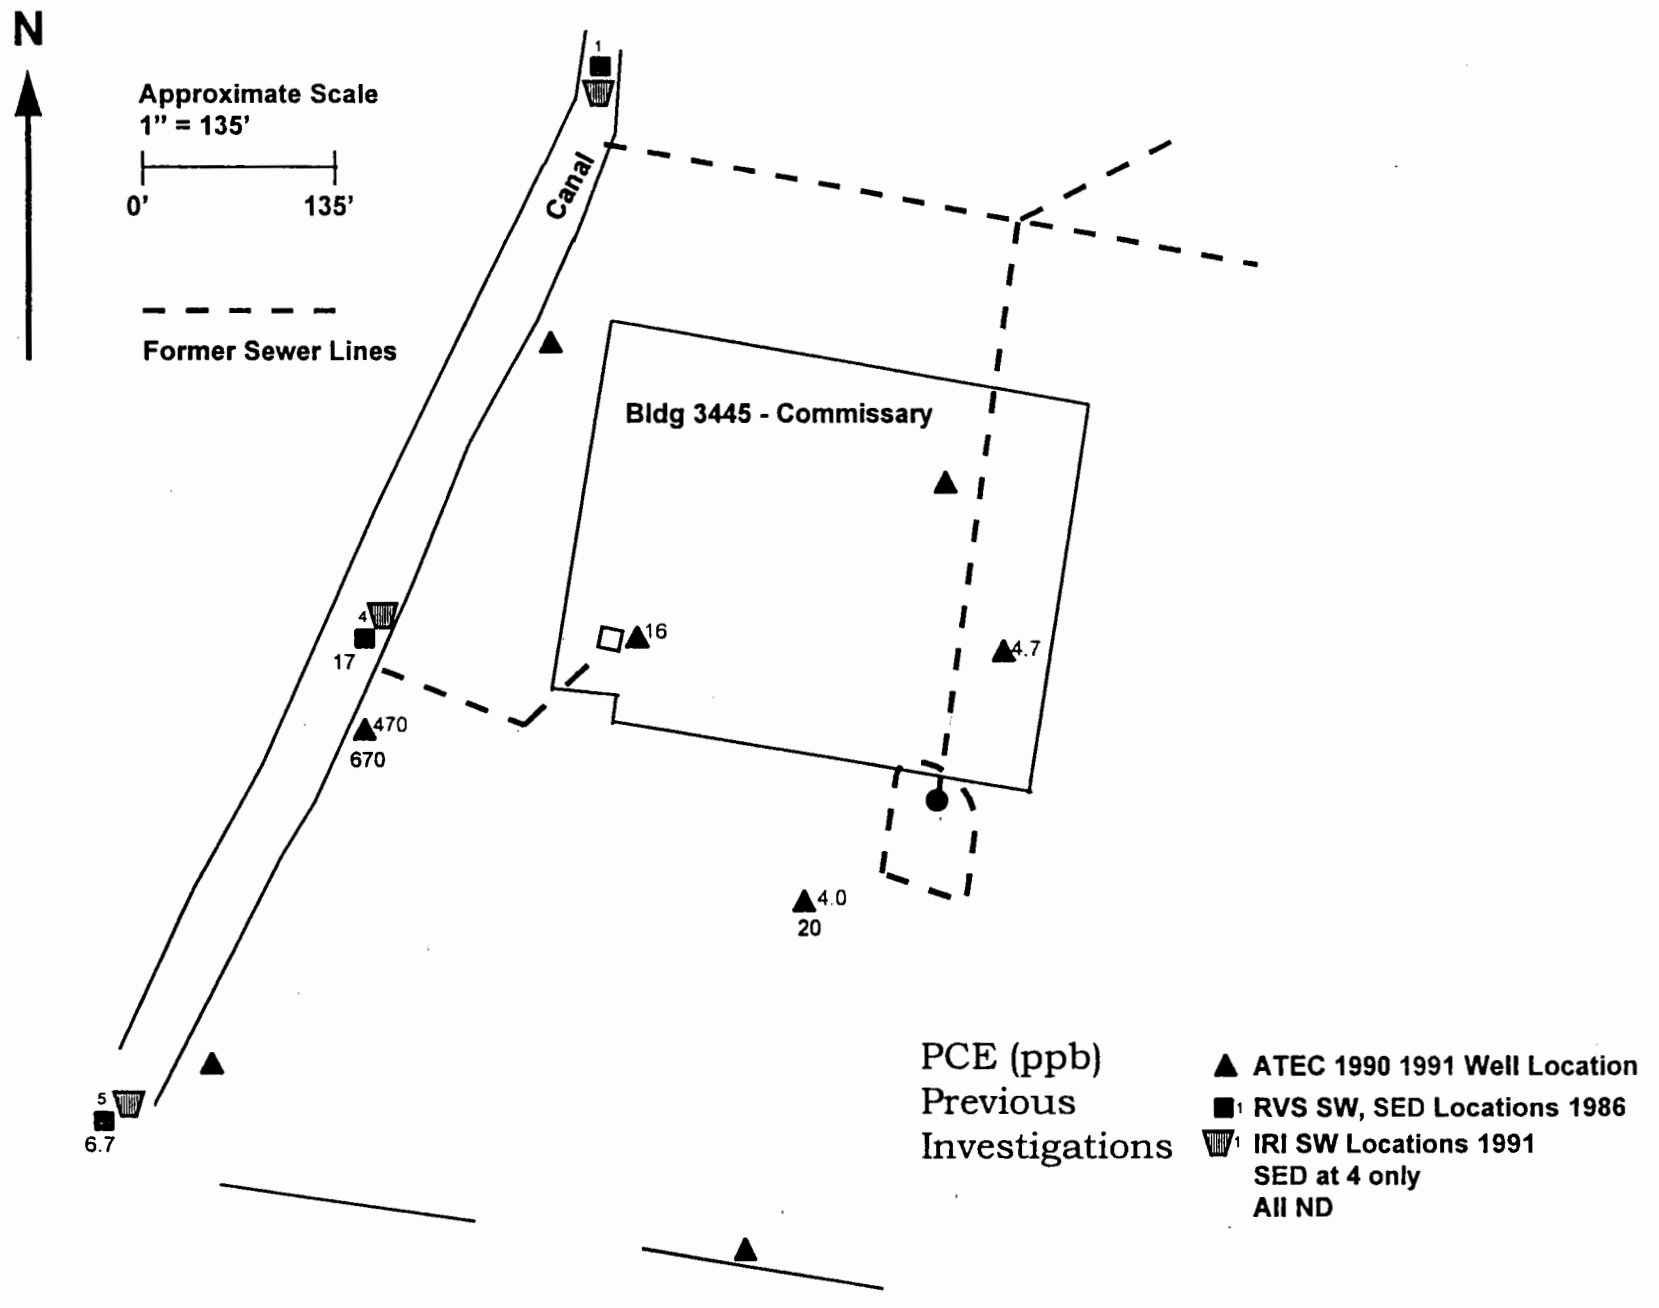 N
Approximate Scale
1" = 135'
0' 135'
Former Sewer Lines
1
Canal
Bldg 3445 - Commissary
4
17
16
4.7
470
670
4.0
20
5
6.7
PCE (ppb)
Previous
Investigations
ATEC 1990 1991 Well Location
1 RVS SW, SED Locations 1986
1 IRI SW Locations 1991
SED at 4 only
All ND